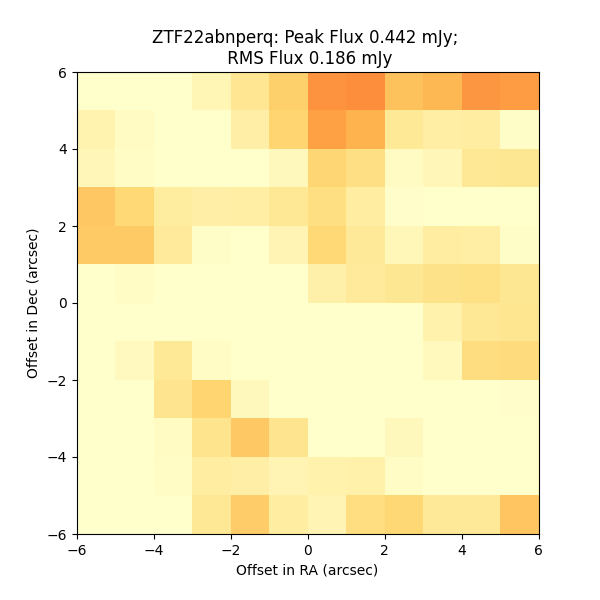 ZTF22abnperq: Peak Flux 0.442 mJy;
RMS Flux 0.186 mJy
6
4
2
0
−2
−4
−6
Offset in Dec (arcsec)
−6 −4 −2 0 2 4 6
Offset in RA (arcsec)